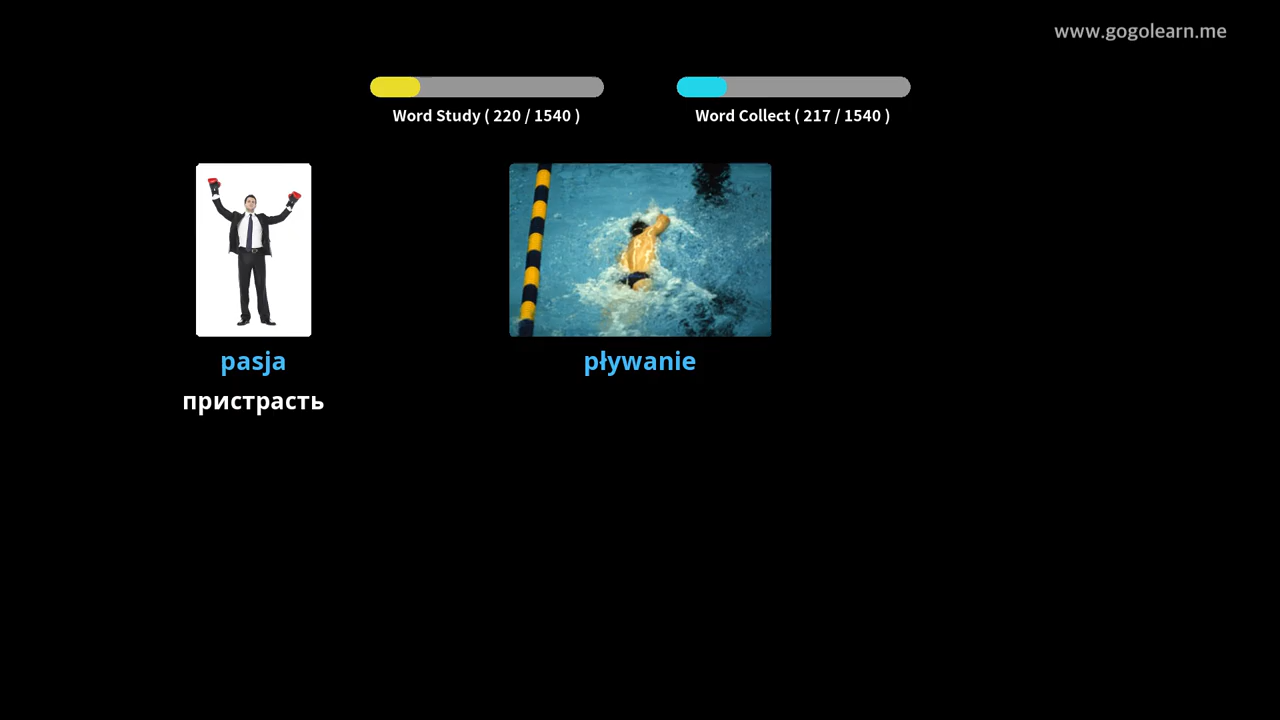 www.gogolearn.me
Word Study ( 220 / 1540 )
Word Collect ( 217 / 1540 )
pasja
пристрасть
pływanie